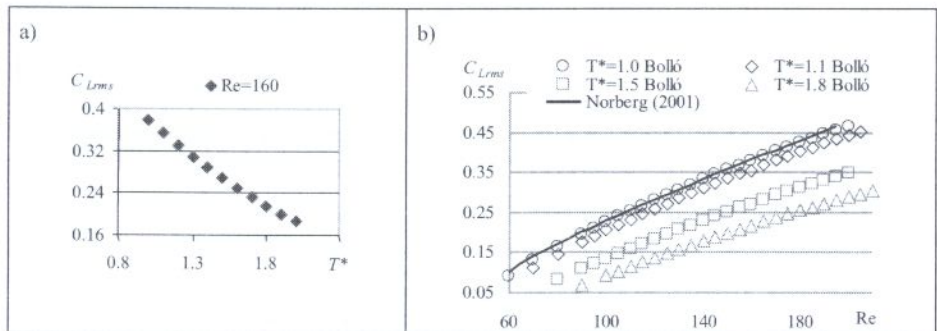 a)
C Lrms
◆Re=160
0.4
0.32
0.24
0.16
0.8 1.3 1.8 T*
b)
C Lrms
T*=1.0 Bolló T*=1.1 Bolló
T*=1.5 Bolló T*=1.8 Bolló
Norberg (2001)
0.55
0.45
0.35
0.25
0.15
0.05
60 100 140 180 Re